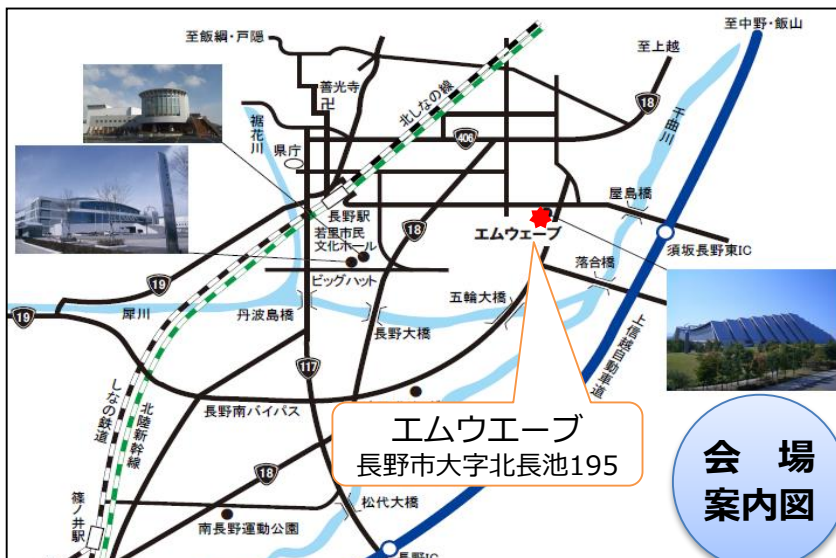 至中野・飯山
至飯綱・戸隠
至上越
善光寺
卍
北しなの線
18
千曲川
裾花川
406
県庁
屋島橋
長野駅
若里市民
文化ホール
18
エムウェーブ
須坂長野東IC
落合橋
ビッグハット
19
五輪大橋
19
犀川
丹波島橋
長野大橋
上信越自動車道
117
しなの鉄道
北陸新幹線
長野南バイパス
エムウエーブ
長野市大字北長池195
会 場
案内図
18
篠ノ井駅
松代大橋
南長野運動公園
長野IC